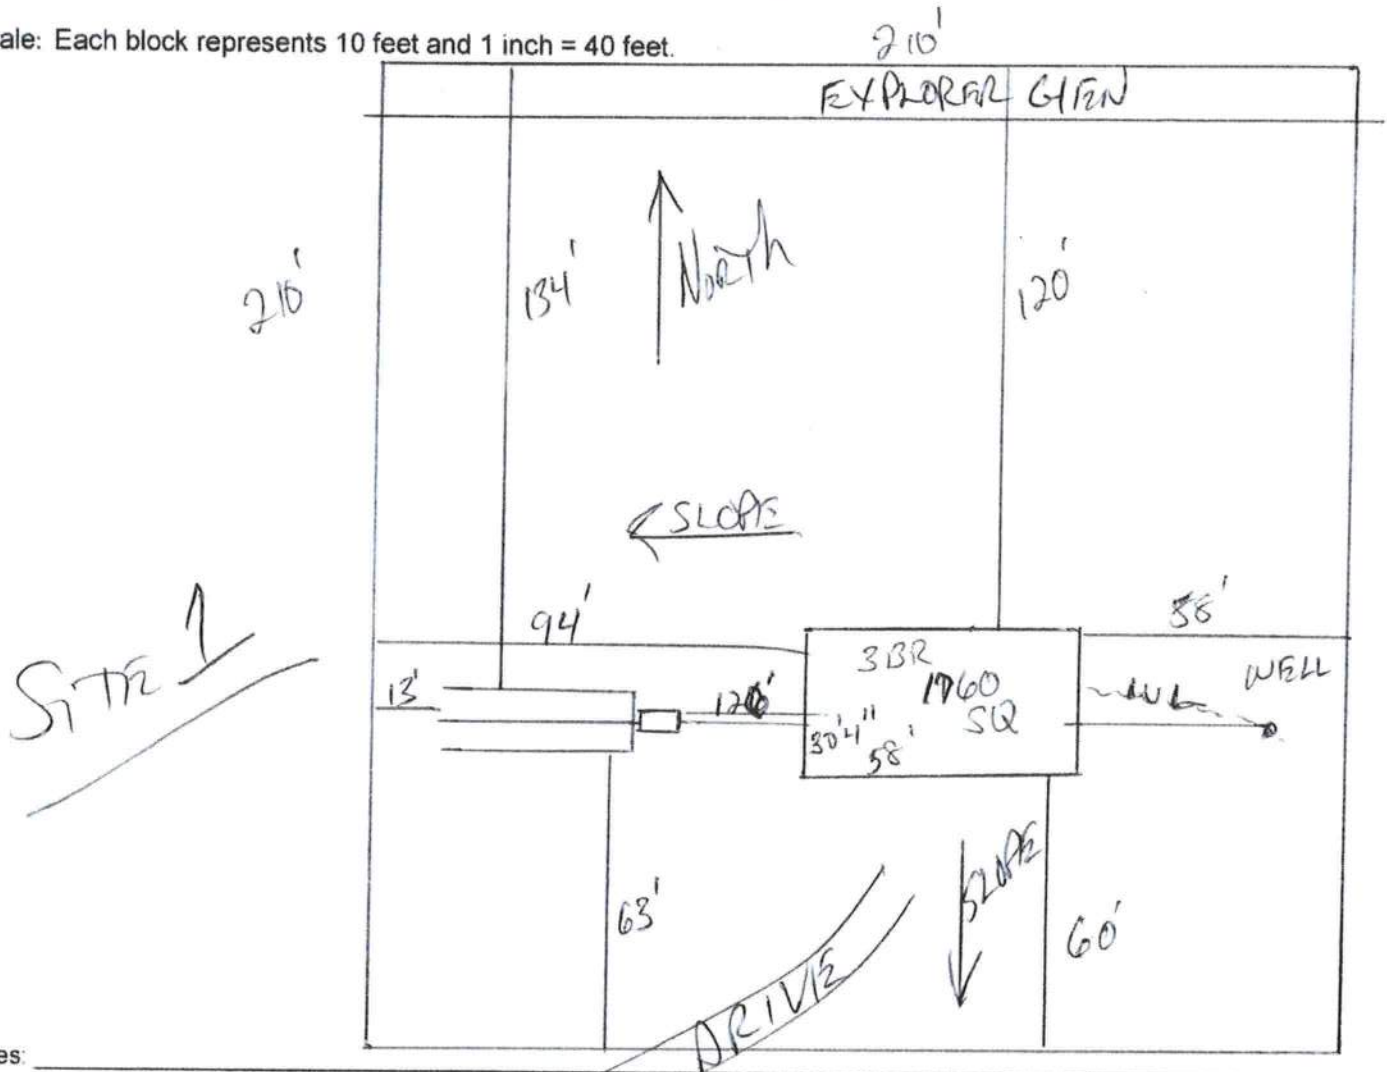 ale: Each block represents 10 feet and 1 inch = 40 feet.
210'
EXPLORER GLEN
North
210'
134'
120'
SLOPE
94'
58'
SITE 1
3BR
1760
SQ
WELL
13'
30'4"
58'
SLOPE
63'
60'
DRIVE
es: